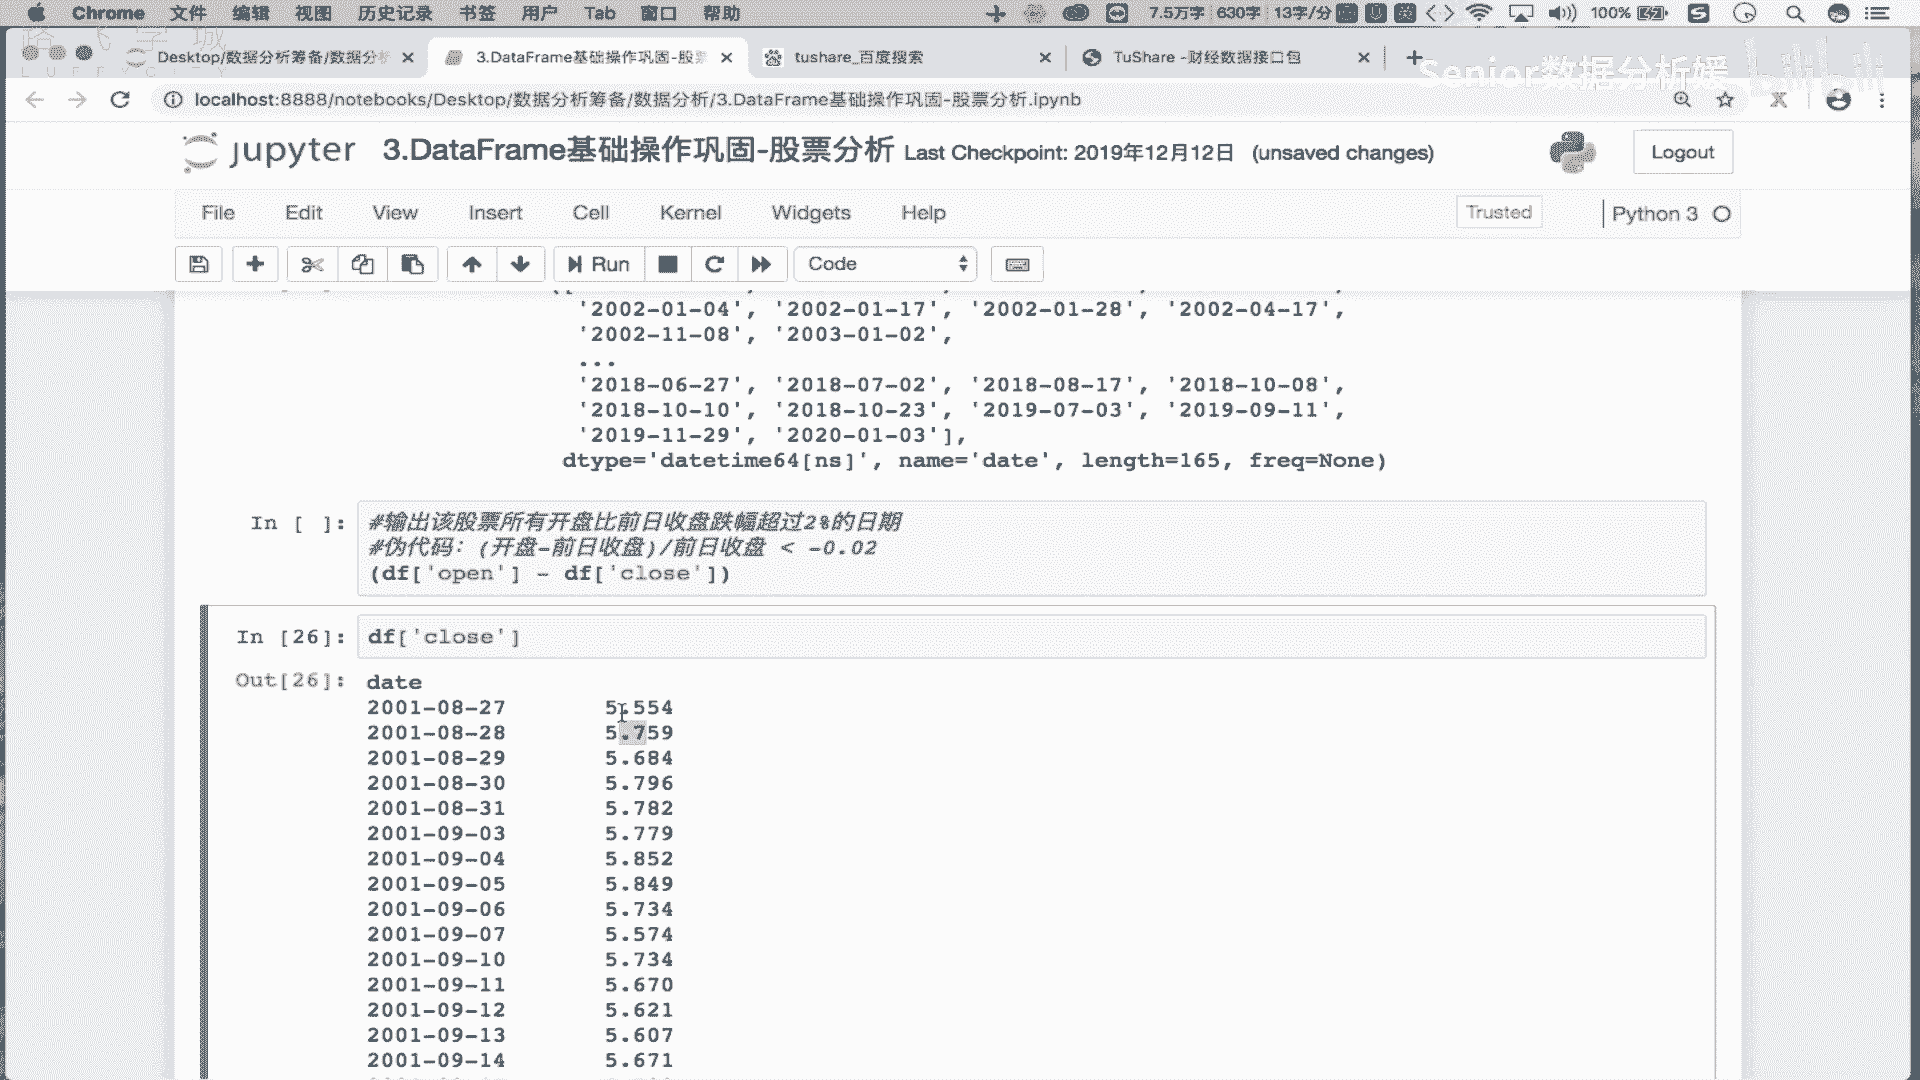 Chrome 文件 编辑 视图 历史记录 书签 用户 Tab 窗口 帮助 7.5万字 630字 13字/分 100%
路飞学城
LUFFYCITY
Desktop/数据分析筹备/数据分析 3.DataFrame基础操作巩固-股票 tushare_百度搜索 TuShare -财经数据接口包
Senior数据分析媛 bilibili
localhost:8888/notebooks/Desktop/数据分析筹备/数据分析/3.DataFrame基础操作巩固-股票分析.ipynb
jupyter 3.DataFrame基础操作巩固-股票分析 Last Checkpoint: 2019年12月12日 (unsaved changes) Logout
File Edit View Insert Cell Kernel Widgets Help Trusted Python 3
Run Code
'2002-01-04', '2002-01-17', '2002-01-28', '2002-04-17',
'2002-11-08', '2003-01-02',
...
'2018-06-27', '2018-07-02', '2018-08-17', '2018-10-08',
'2018-10-10', '2018-10-23', '2019-07-03', '2019-09-11',
'2019-11-29', '2020-01-03'],
dtype='datetime64[ns]', name='date', length=165, freq=None)
In [ ]: #输出该股票所有开盘比前日收盘跌幅超过2%的日期
#伪代码：(开盘-前日收盘)/前日收盘 < -0.02
(df['open'] - df['close'])
In [26]: df['close']
Out[26]: date
2001-08-27 5.554
2001-08-28 5.759
2001-08-29 5.684
2001-08-30 5.796
2001-08-31 5.782
2001-09-03 5.779
2001-09-04 5.852
2001-09-05 5.849
2001-09-06 5.734
2001-09-07 5.574
2001-09-10 5.734
2001-09-11 5.670
2001-09-12 5.621
2001-09-13 5.607
2001-09-14 5.671